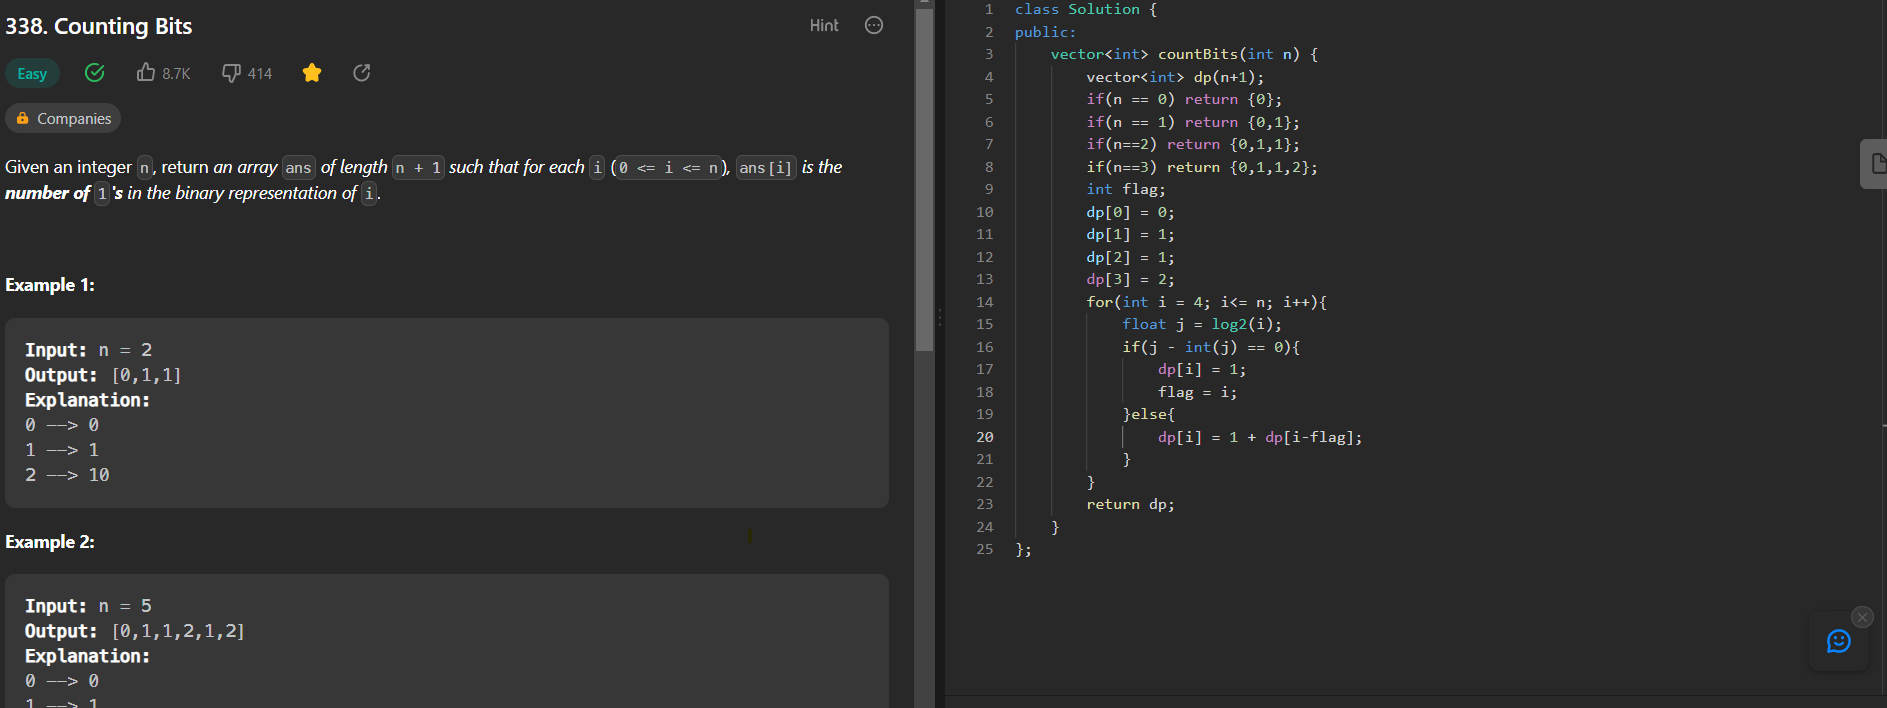 338. Counting Bits
Hint
Easy
8.7K
414
Companies
Given an integer n, return an array ans of length n + 1 such that for each i (0 <= i <= n), ans[i] is the
number of 1's in the binary representation of i.
Example 1:
Input: n = 2
Output: [0,1,1]
Explanation:
0 --> 0
1 --> 1
2 --> 10
Example 2:
Input: n = 5
Output: [0,1,1,2,1,2]
Explanation:
0 --> 0
1 --> 1
1 class Solution {
2 public:
3     vector<int> countBits(int n) {
4         vector<int> dp(n+1);
5         if(n == 0) return {0};
6         if(n == 1) return {0,1};
7         if(n==2) return {0,1,1};
8         if(n==3) return {0,1,1,2};
9         int flag;
10         dp[0] = 0;
11         dp[1] = 1;
12         dp[2] = 1;
13         dp[3] = 2;
14         for(int i = 4; i<= n; i++){
15             float j = log2(i);
16             if(j - int(j) == 0){
17                 dp[i] = 1;
18                 flag = i;
19             }else{
20                 dp[i] = 1 + dp[i-flag];
21             }
22         }
23         return dp;
24     }
25 };